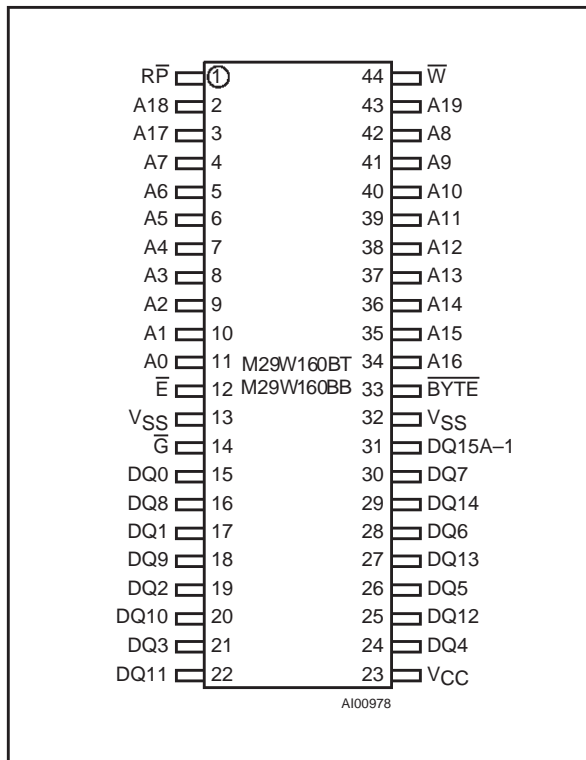 RP̅ 1 44 W̅
A18 2 43 A19
A17 3 42 A8
A7 4 41 A9
A6 5 40 A10
A5 6 39 A11
A4 7 38 A12
A3 8 37 A13
A2 9 36 A14
A1 10 35 A15
A0 11 M29W160BT 34 A16
E̅ 12 M29W160BB 33 B̅Y̅T̅E̅
VSS 13 32 VSS
G̅ 14 31 DQ15A–1
DQ0 15 30 DQ7
DQ8 16 29 DQ14
DQ1 17 28 DQ6
DQ9 18 27 DQ13
DQ2 19 26 DQ5
DQ10 20 25 DQ12
DQ3 21 24 DQ4
DQ11 22 23 VCC
AI00978